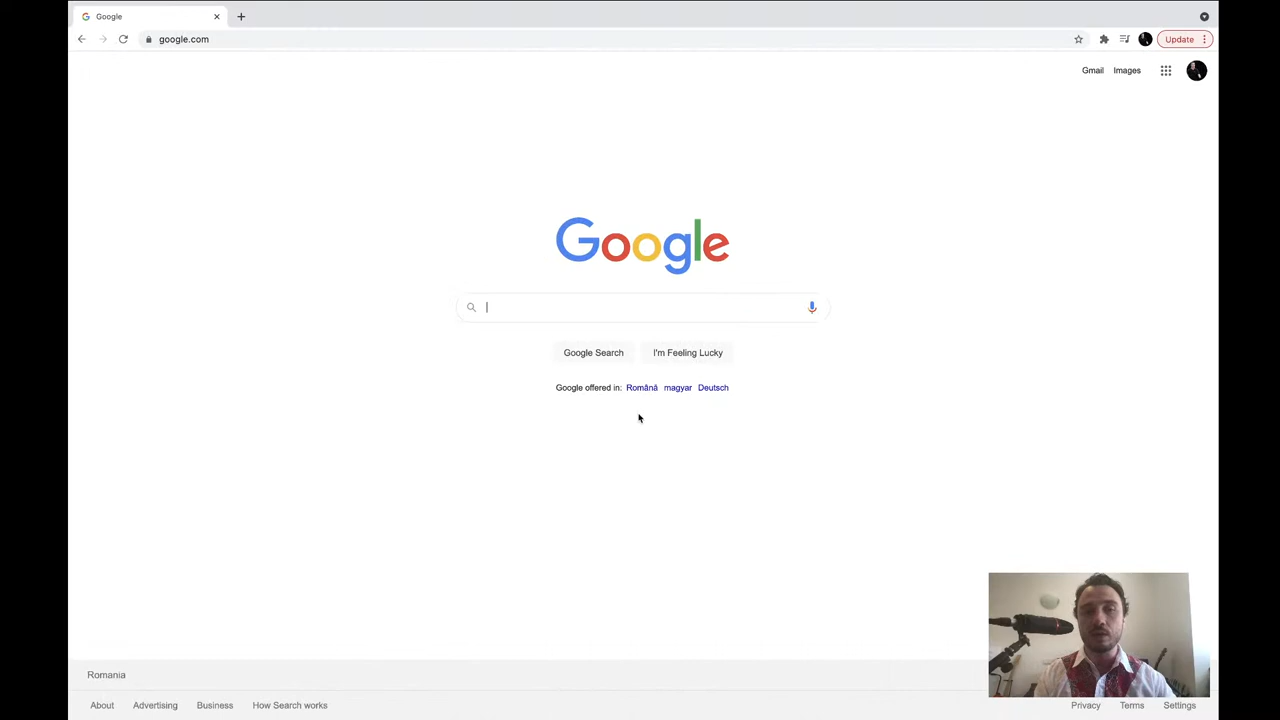 Google
google.com
Update
Gmail Images
Google
Google Search I'm Feeling Lucky
Google offered in: Română magyar Deutsch
Romania
About Advertising Business How Search works
Privacy Terms Settings